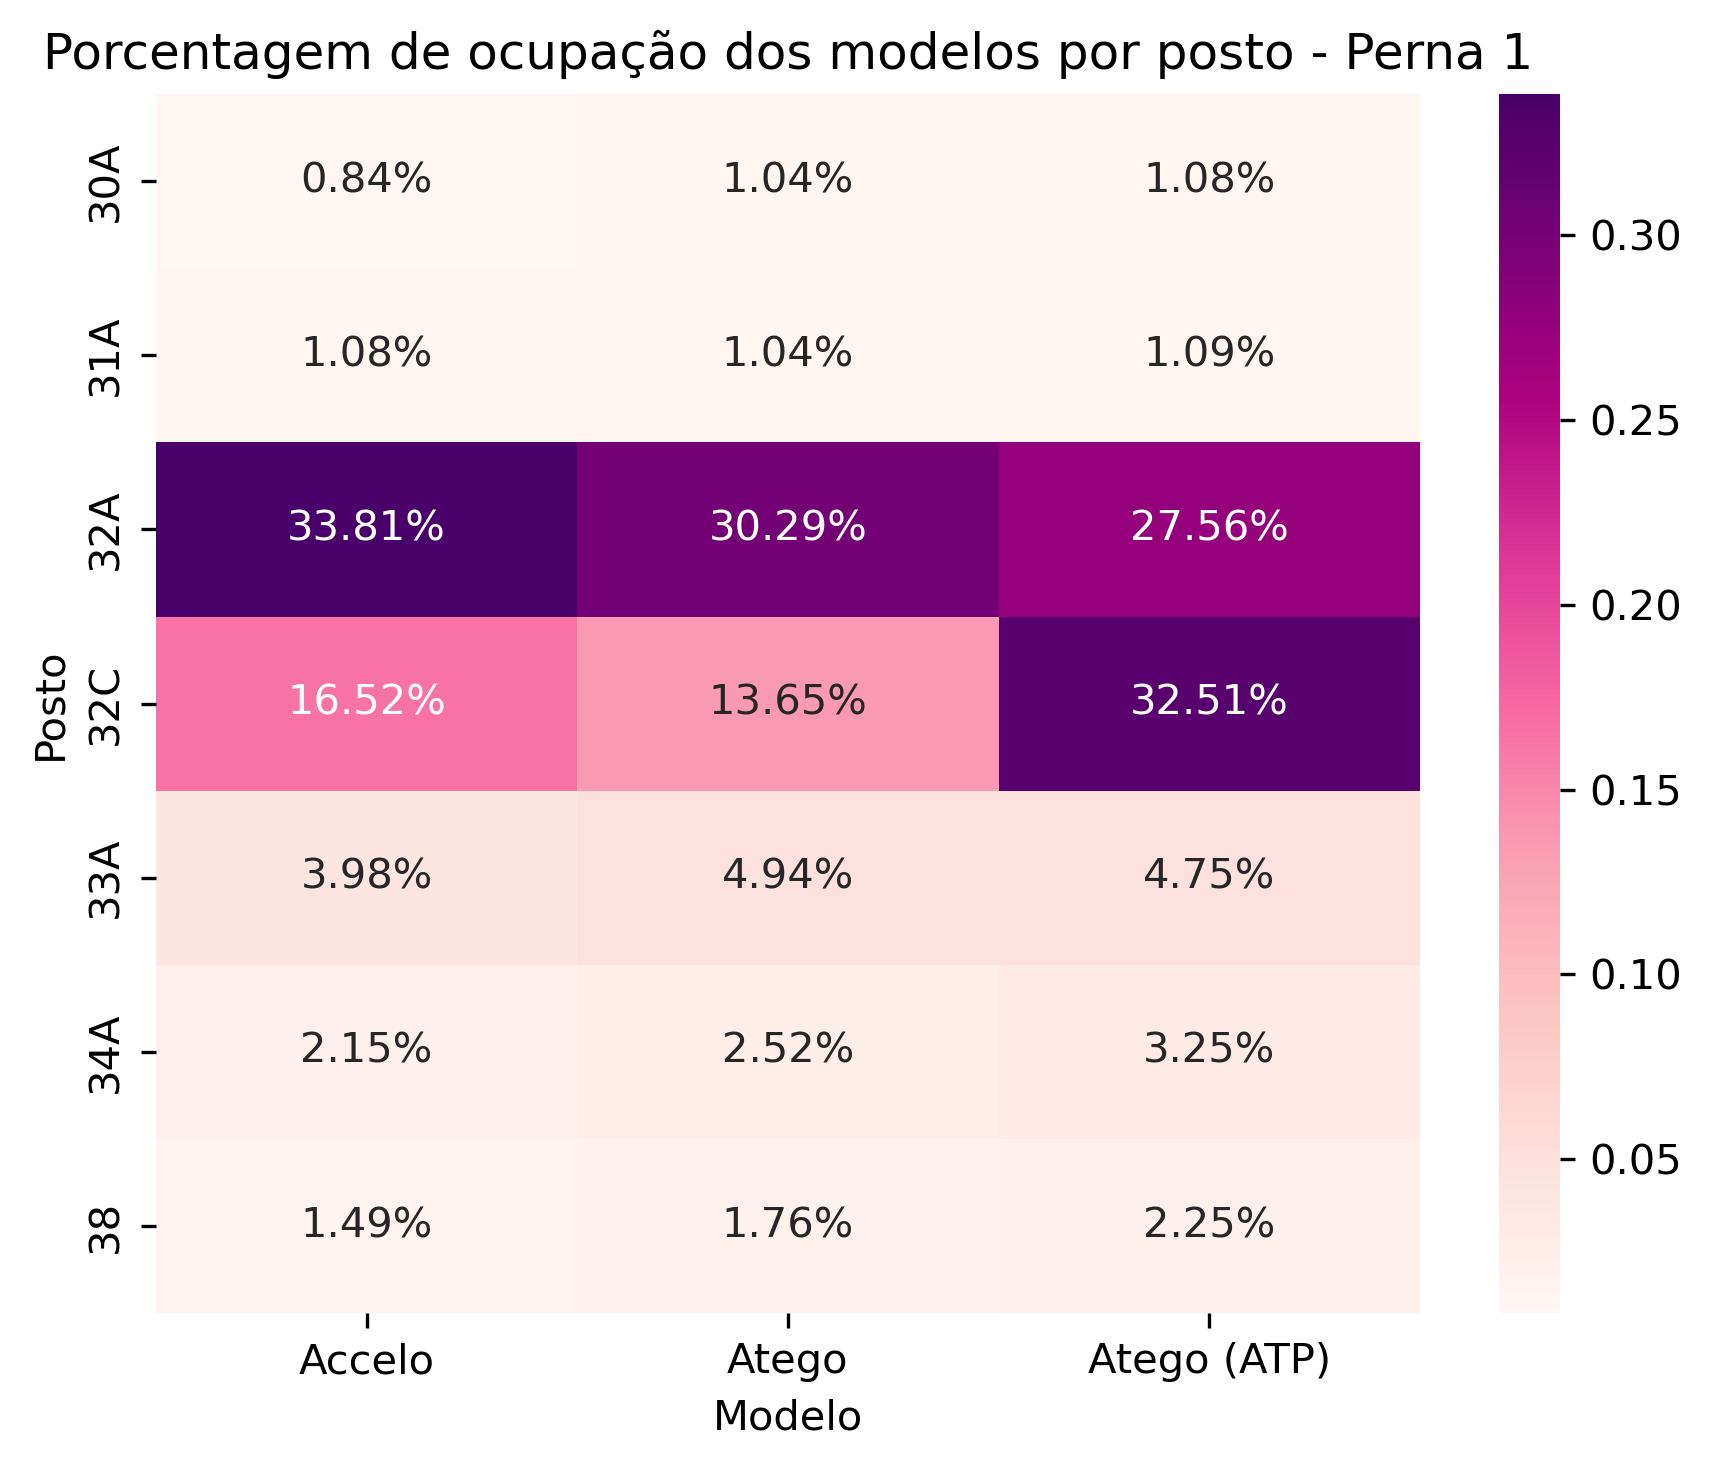 Porcentagem de ocupação dos modelos por posto - Perna 1
30A 0.84% 1.04% 1.08%
31A 1.08% 1.04% 1.09%
32A 33.81% 30.29% 27.56%
32C 16.52% 13.65% 32.51%
33A 3.98% 4.94% 4.75%
34A 2.15% 2.52% 3.25%
38 1.49% 1.76% 2.25%
Posto
Accelo Atego Atego (ATP)
Modelo
0.30
0.25
0.20
0.15
0.10
0.05